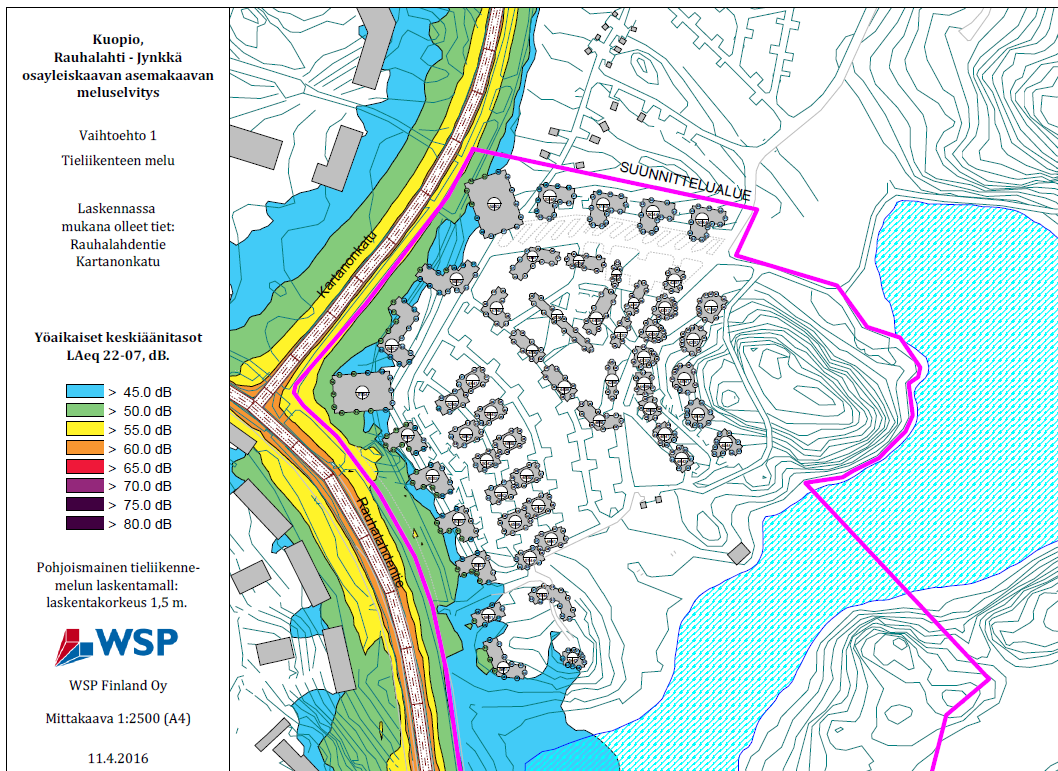 Kuopio,
Rauhalahti - Jynkkä
osayleiskaavan asemakaavan
meluselvitys
Vaihtoehto 1
Tieliikenteen melu
Laskennassa
mukana olleet tiet:
Rauhalahdentie
Kartanonkatu
Yöaikaiset keskiäänitasot
LAeq 22-07, dB.
> 45.0 dB
> 50.0 dB
> 55.0 dB
> 60.0 dB
> 65.0 dB
> 70.0 dB
> 75.0 dB
> 80.0 dB
Pohjoismainen tieliikenne-
melun laskentamall:
laskentakorkeus 1,5 m.
WSP
WSP Finland Oy
Mittakaava 1:2500 (A4)
11.4.2016
SUUNNITTELUALUE
Kartanonkatu
Rauhalahdentie